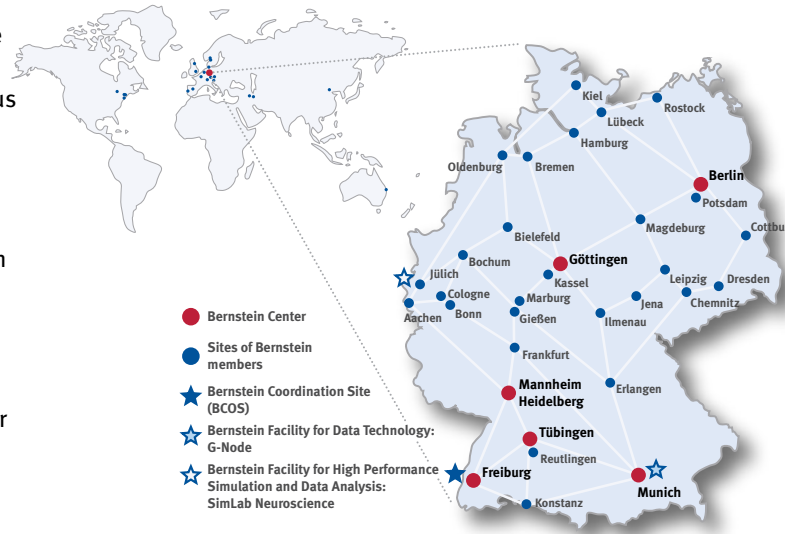 us
Kiel
Rostock
Lübeck
Hamburg
Oldenburg
Bremen
Berlin
Potsdam
Cottbu
Magdeburg
Bielefeld
Göttingen
Bochum
Kassel
Jülich
Leipzig
Dresden
Cologne
Marburg
Jena
Chemnitz
Aachen
Bonn
Gießen
Ilmenau
Frankfurt
Erlangen
Mannheim
Heidelberg
Tübingen
Reutlingen
Freiburg
Munich
Konstanz
Bernstein Center
Sites of Bernstein
members
Bernstein Coordination Site
(BCOS)
Bernstein Facility for Data Technology:
G-Node
Bernstein Facility for High Performance
Simulation and Data Analysis:
SimLab Neuroscience